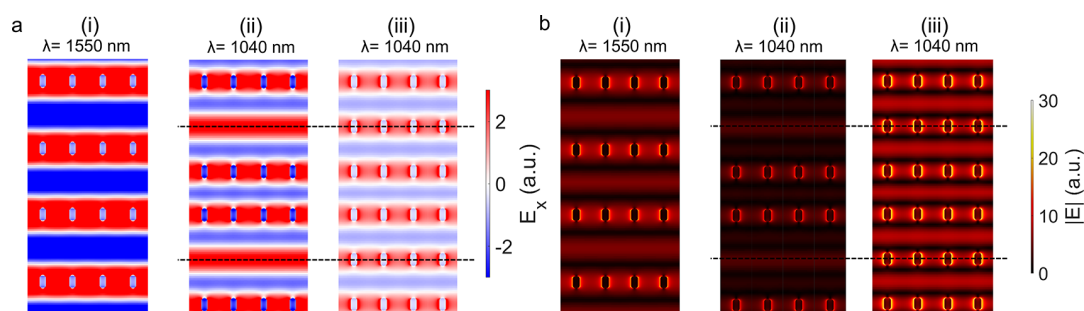 a
(i)
(ii)
(iii)
λ= 1550 nm
λ= 1040 nm
λ= 1040 nm
2
0
-2
E_x (a.u.)
b
(i)
(ii)
(iii)
λ= 1550 nm
λ= 1040 nm
λ= 1040 nm
30
20
10
0
|E| (a.u.)